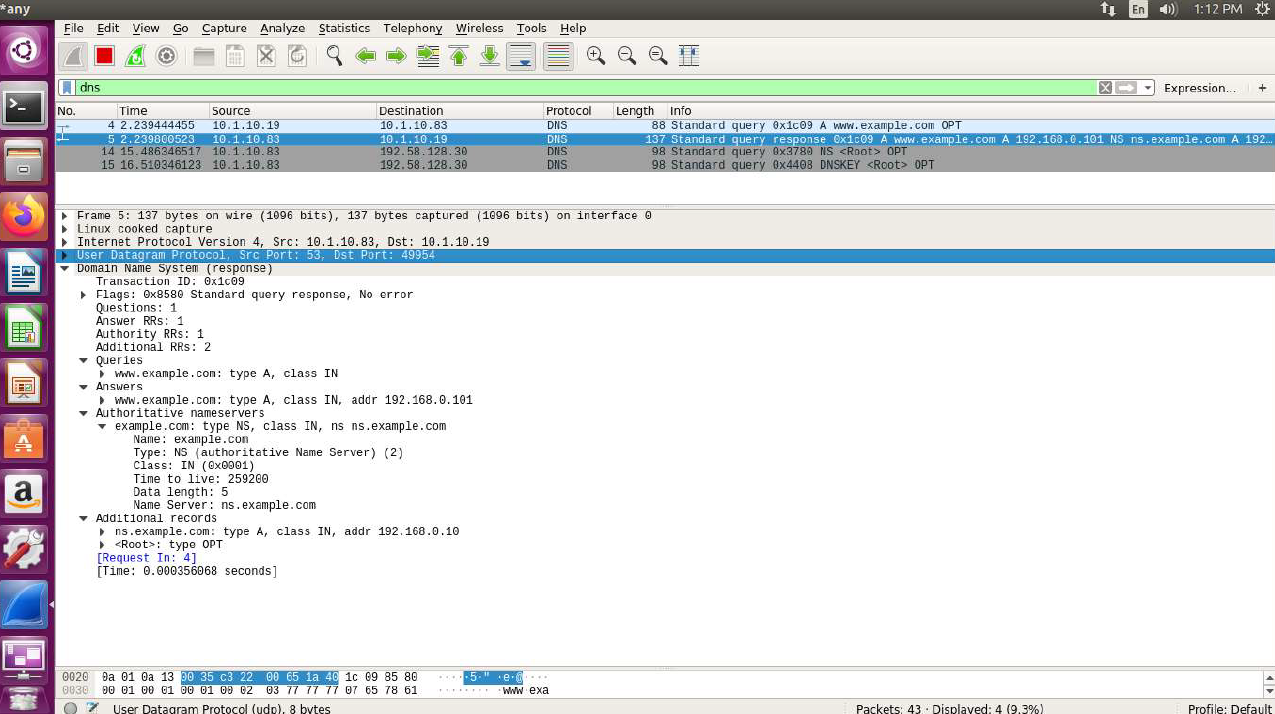 *any
En
1:12 PM
File Edit View Go Capture Analyze Statistics Telephony Wireless Tools Help
dns
Expression... +
No. Time Source Destination Protocol Length Info
4 2.239444455 10.1.10.19 10.1.10.83 DNS 88 Standard query 0x1c09 A www.example.com OPT
5 2.239800523 10.1.10.83 10.1.10.19 DNS 137 Standard query response 0x1c09 A www.example.com A 192.168.0.101 NS ns.example.com A 192…
14 15.486346517 10.1.10.83 192.58.128.30 DNS 98 Standard query 0x3780 NS <Root> OPT
15 16.510346123 10.1.10.83 192.58.128.30 DNS 98 Standard query 0x4408 DNSKEY <Root> OPT
Frame 5: 137 bytes on wire (1096 bits), 137 bytes captured (1096 bits) on interface 0
Linux cooked capture
Internet Protocol Version 4, Src: 10.1.10.83, Dst: 10.1.10.19
User Datagram Protocol, Src Port: 53, Dst Port: 49954
Domain Name System (response)
Transaction ID: 0x1c09
Flags: 0x8580 Standard query response, No error
Questions: 1
Answer RRs: 1
Authority RRs: 1
Additional RRs: 2
Queries
www.example.com: type A, class IN
Answers
www.example.com: type A, class IN, addr 192.168.0.101
Authoritative nameservers
example.com: type NS, class IN, ns ns.example.com
Name: example.com
Type: NS (authoritative Name Server) (2)
Class: IN (0x0001)
Time to live: 259200
Data length: 5
Name Server: ns.example.com
Additional records
ns.example.com: type A, class IN, addr 192.168.0.10
<Root>: type OPT
[Request In: 4]
[Time: 0.000356068 seconds]
0020 0a 01 0a 13 00 35 c3 22 00 65 1a 40 1c 09 85 80 ·····5·" ·e·@····
0030 00 01 00 01 00 01 00 02 03 77 77 77 07 65 78 61 ········ ·www·exa
User Datagram Protocol (udp), 8 bytes
Packets: 43 · Displayed: 4 (9.3%)
Profile: Default